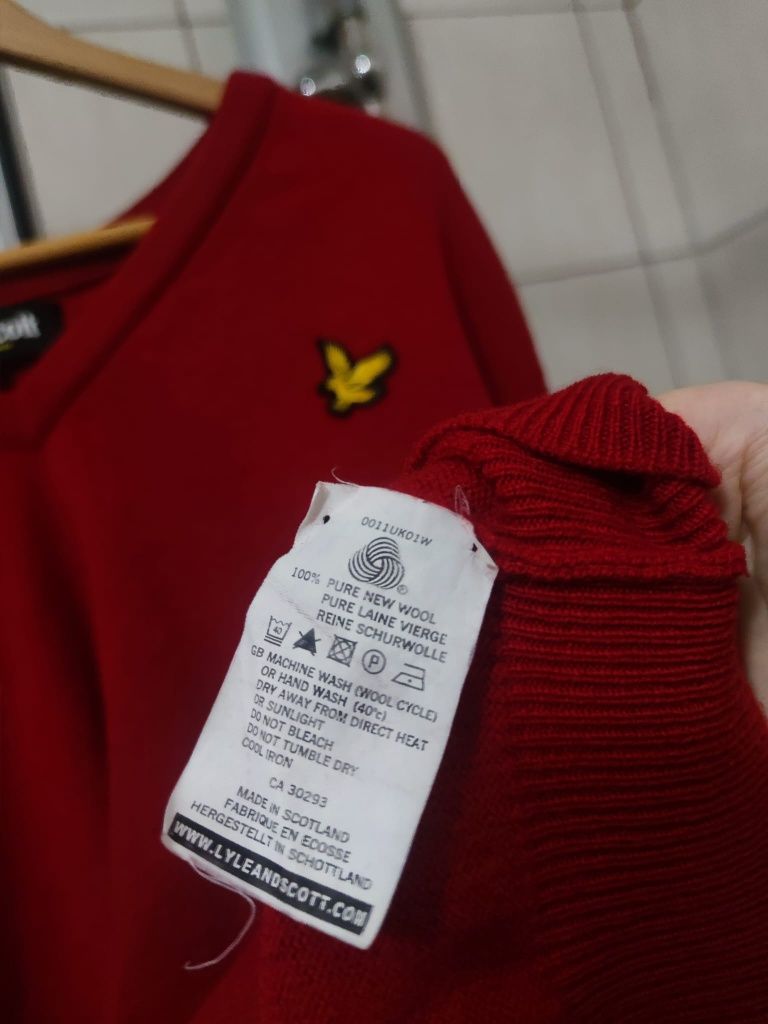 0011UK01W
100% PURE NEW WOOL
PURE LAINE VIERGE
REINE SCHURWOLLE
40
P
GB MACHINE WASH (WOOL CYCLE)
OR HAND WASH (40°c)
DRY AWAY FROM DIRECT HEAT
OR SUNLIGHT
DO NOT BLEACH
DO NOT TUMBLE DRY
COOL IRON
CA 30293
MADE IN SCOTLAND
FABRIQUE EN ECOSSE
HERGESTELLT IN SCHOTTLAND
WWW.LYLEANDSCOTT.COM